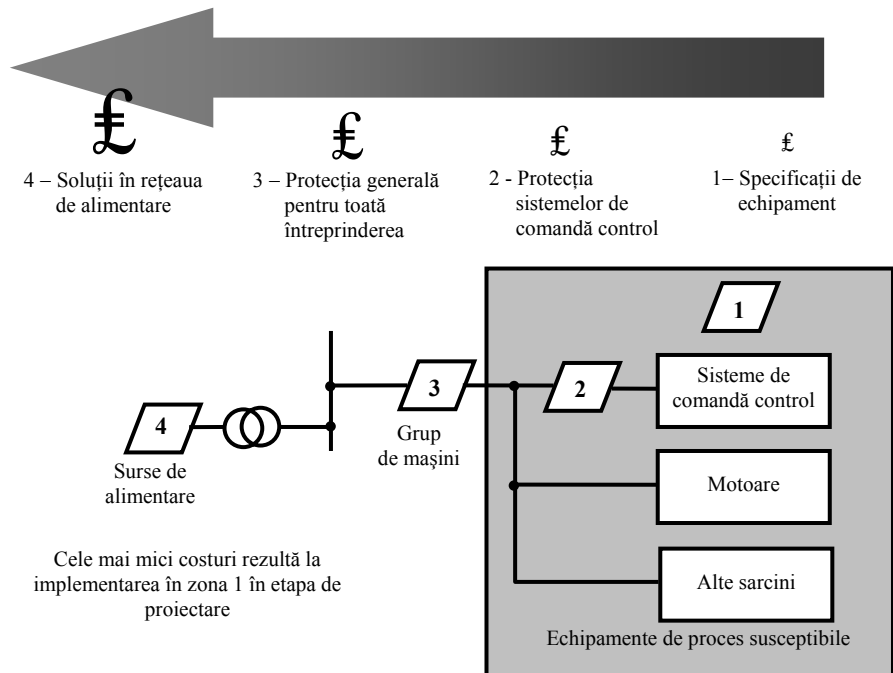 ₤
₤
₤
₤
4 – Soluții în rețeaua
de alimentare
3 – Protecția generală
pentru toată
întreprinderea
2 - Protecția
sistemelor de
comandă control
1– Specificații de
echipament
1
Sisteme de
comandă control
2
3
Grup
de mașini
4
Surse de
alimentare
Motoare
Alte sarcini
Cele mai mici costuri rezultă la
implementarea în zona 1 în etapa de
proiectare
Echipamente de proces susceptibile